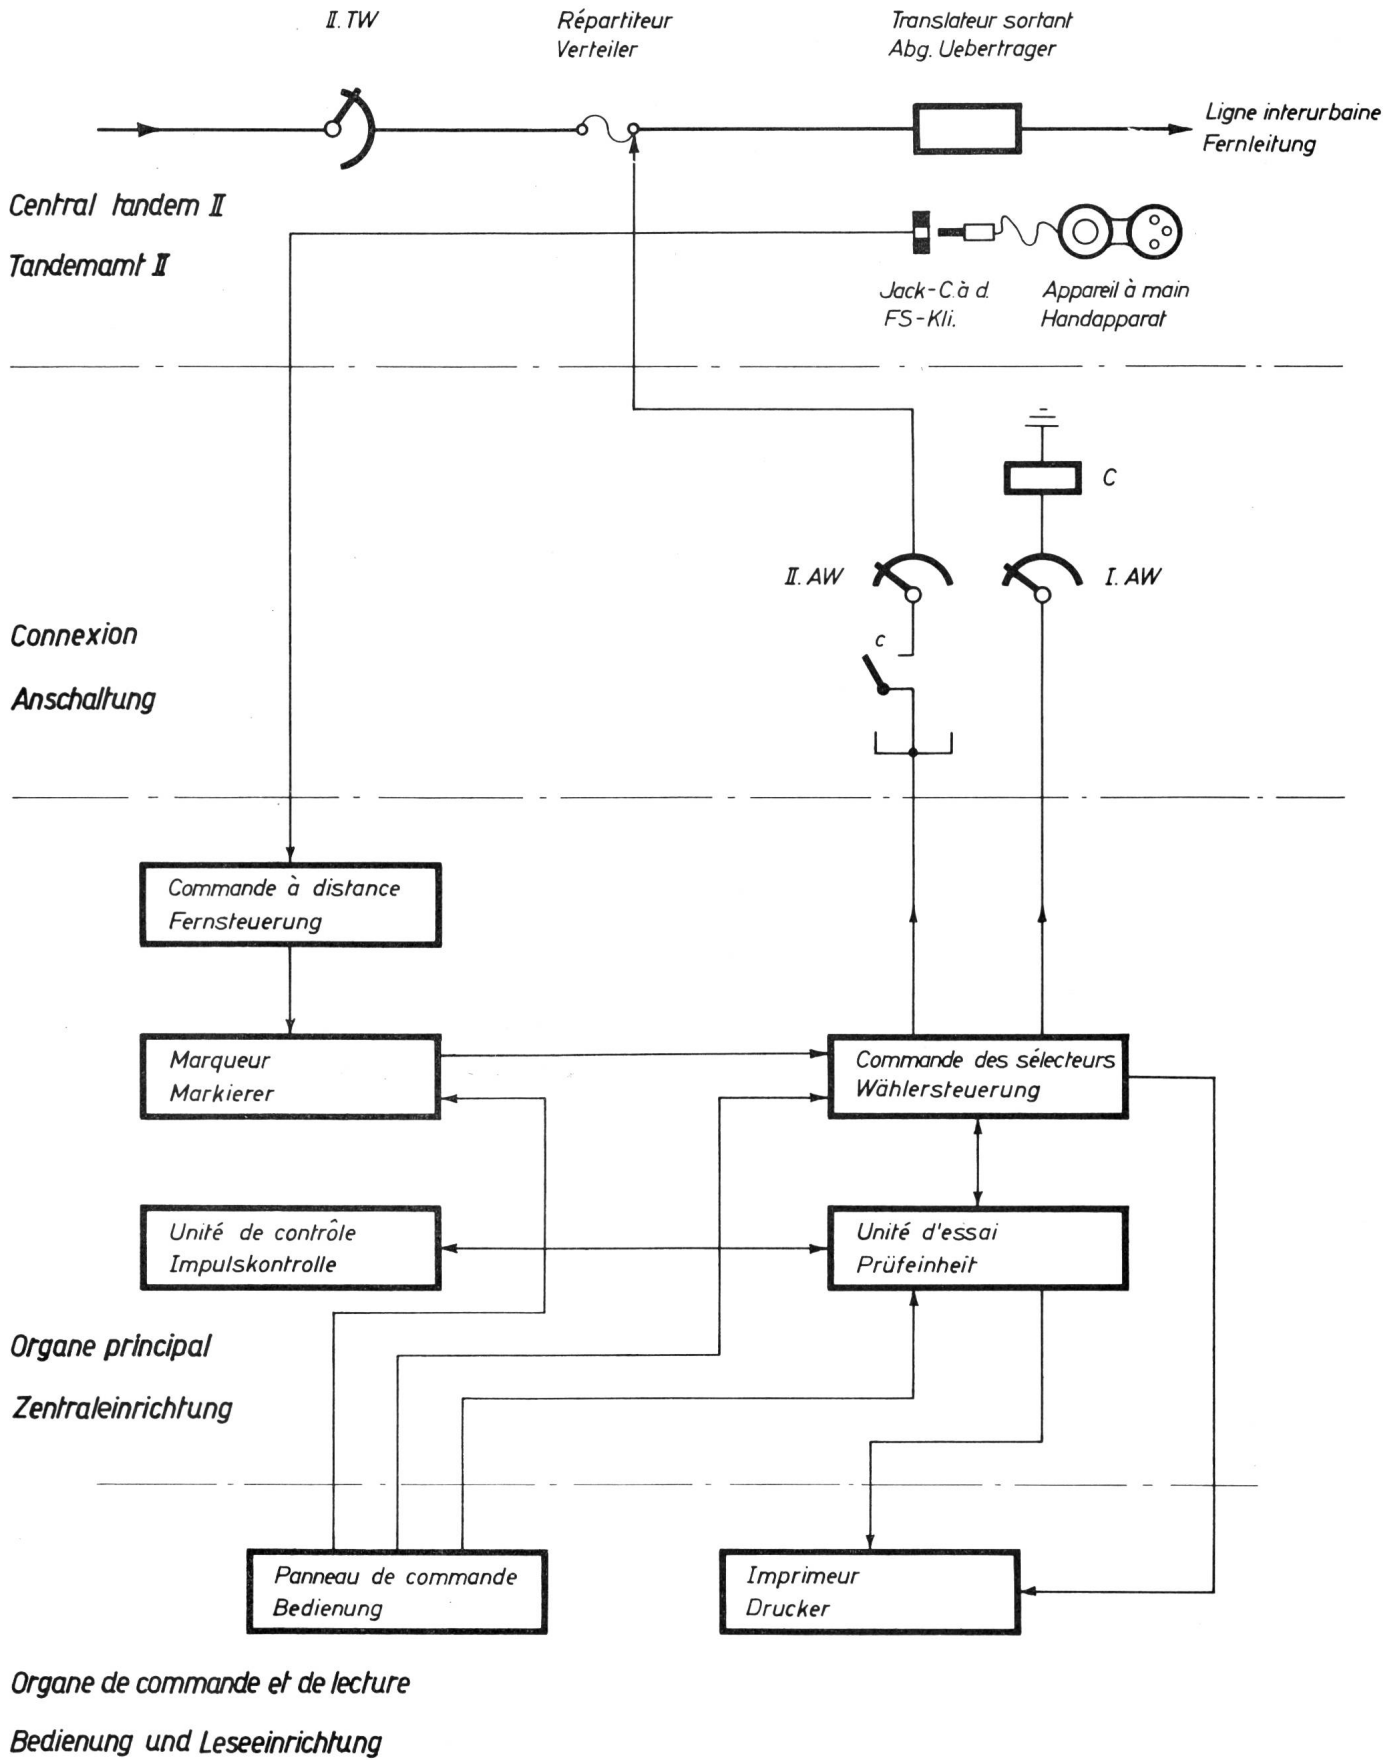 II. TW
Répartiteur
Verteiler
Translateur sortant
Abg. Uebertrager
Ligne interurbaine
Fernleitung
Central tandem II
Tandemamt II
Jack-C. à d.
FS-Kli.
Appareil à main
Handapparat
C
II. AW
I. AW
c
Connexion
Anschaltung
Commande à distance
Fernsteuerung
Marqueur
Markierer
Commande des sélecteurs
Wählersteuerung
Unité de contrôle
Impulskontrolle
Unité d'essai
Prüfeinheit
Organe principal
Zentraleinrichtung
Panneau de commande
Bedienung
Imprimeur
Drucker
Organe de commande et de lecture
Bedienung und Leseeinrichtung